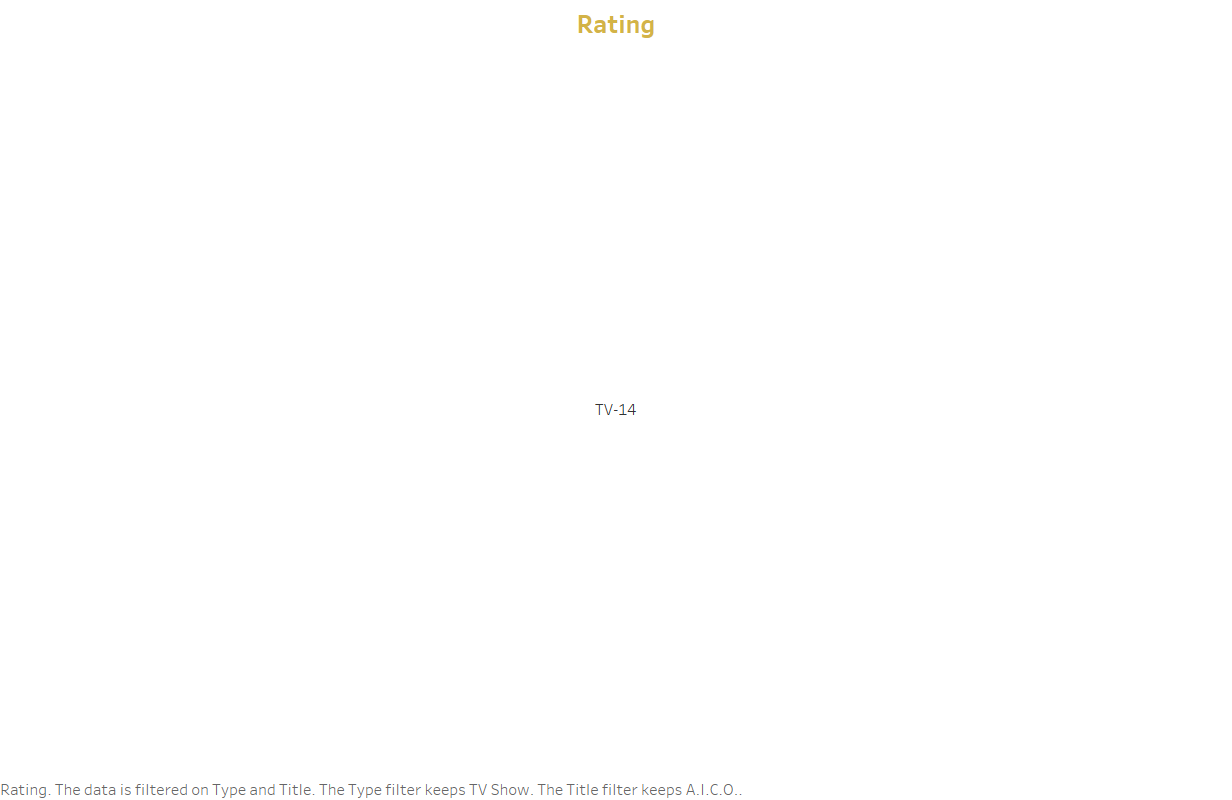 Rating
TV-14
Rating. The data is filtered on Type and Title. The Type filter keeps TV Show. The Title filter keeps A.I.C.O..